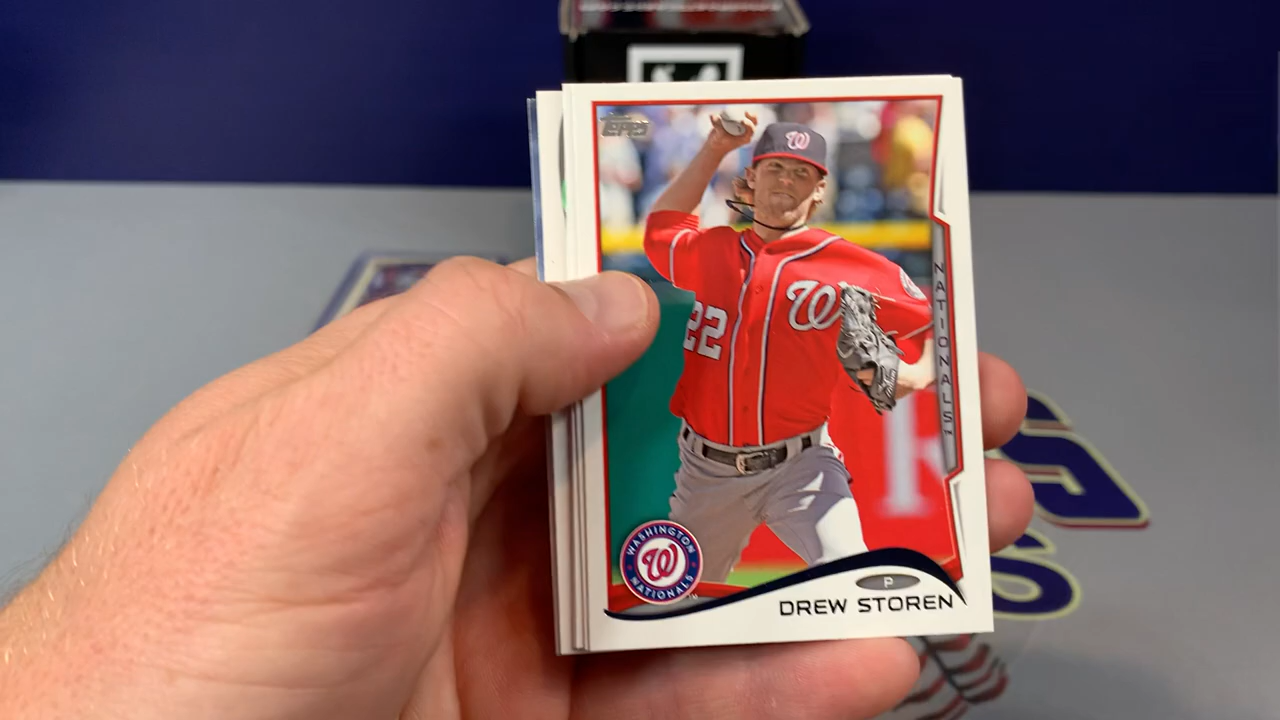 TOPPS
W
W
22
NATIONALS
WASHINGTON
W
NATIONALS
P
DREW STOREN